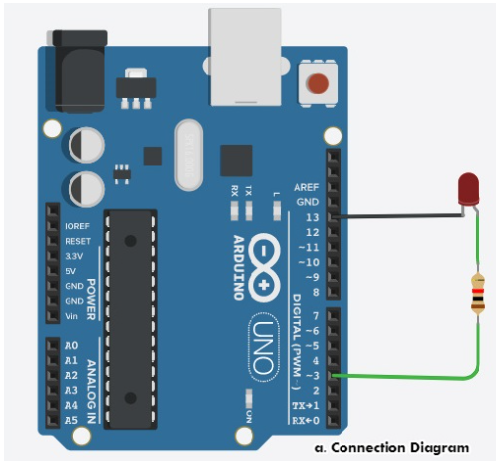 AREF
GND
13
12
~11
~10
~9
8
7
~6
~5
4
~3
2
TX→1
RX←0
DIGITAL (PWM~)
L
TX
RX
ARDUINO
UNO
ON
IOREF
RESET
3.3V
5V
GND
GND
Vin
POWER
A0
A1
A2
A3
A4
A5
ANALOG IN
a. Connection Diagram